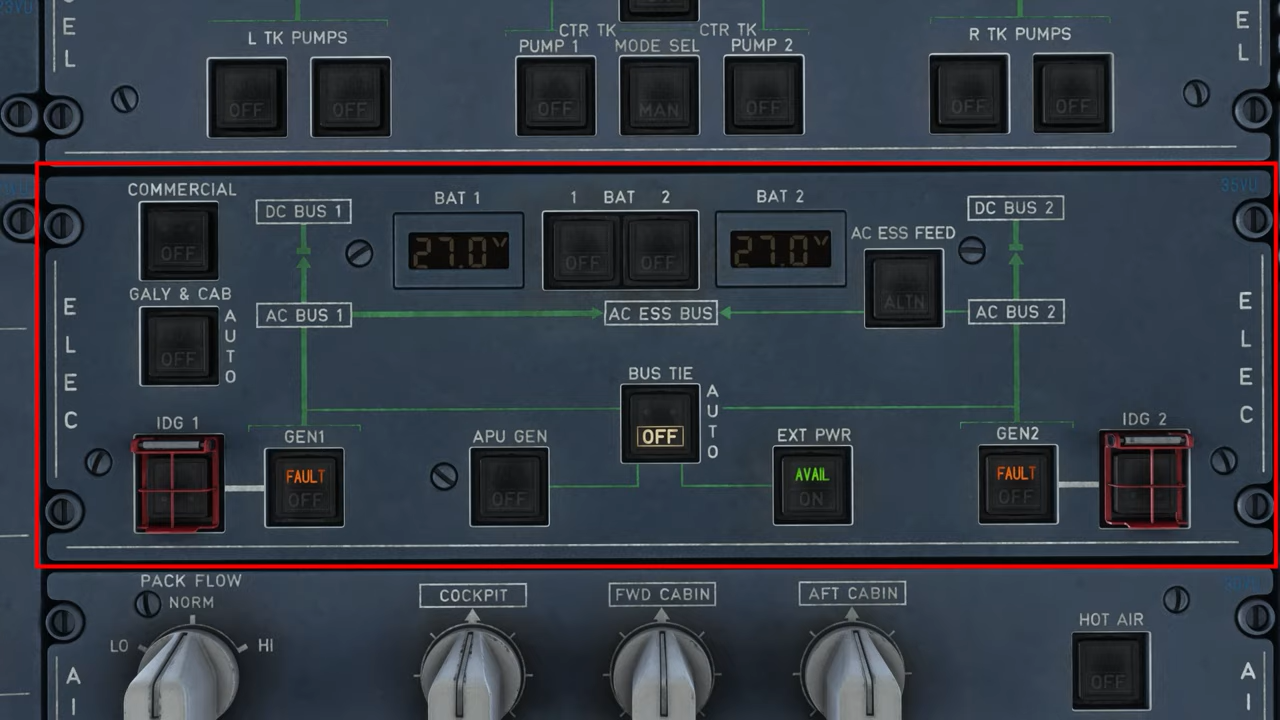 23VU
E
L
L TK PUMPS
CTR TK
CTR TK
PUMP 1
MODE SEL
PUMP 2
R TK PUMPS
E
L
OFF
OFF
OFF
MAN
OFF
OFF
OFF
35VU
COMMERCIAL
OFF
DC BUS 1
BAT 1
1 BAT 2
BAT 2
DC BUS 2
27.0V
OFF
OFF
27.0V
AC ESS FEED
ALTN
GALY & CAB
OFF
AUTO
AC BUS 1
AC ESS BUS
AC BUS 2
ELEC
ELEC
BUS TIE
OFF
AUTO
IDG 1
GEN1
FAULT
OFF
APU GEN
OFF
EXT PWR
AVAIL
ON
GEN2
FAULT
OFF
IDG 2
PACK FLOW
NORM
LO
HI
COCKPIT
FWD CABIN
AFT CABIN
HOT AIR
OFF
A
I
A
I